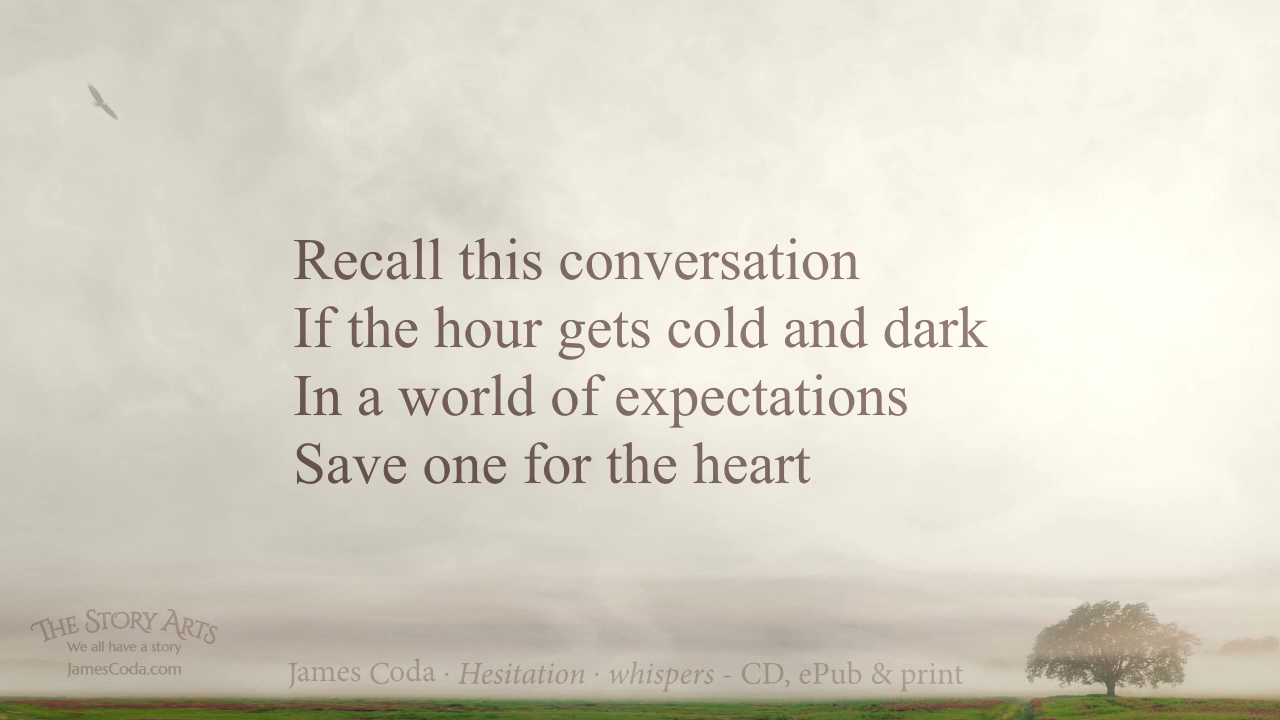 Recall this conversation
If the hour gets cold and dark
In a world of expectations
Save one for the heart
THE STORY ARTS
We all have a story
JamesCoda.com
James Coda · Hesitation · whispers - CD, ePub & print